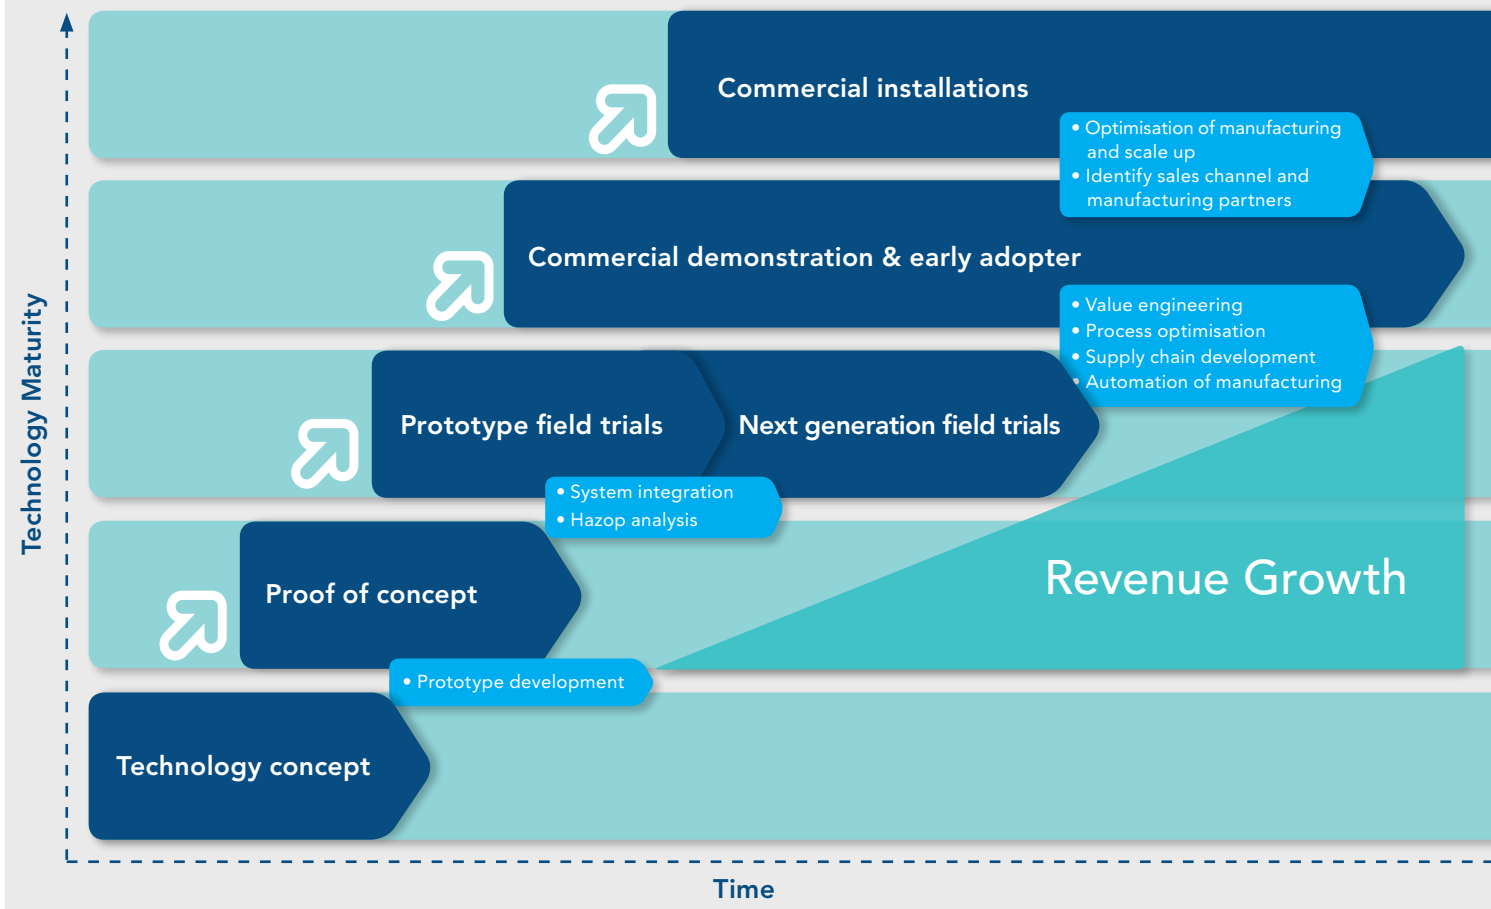 Technology Maturity
Commercial installations
• Optimisation of manufacturing
and scale up
• Identify sales channel and
manufacturing partners
Commercial demonstration & early adopter
• Value engineering
• Process optimisation
• Supply chain development
• Automation of manufacturing
Prototype field trials
Next generation field trials
• System integration
• Hazop analysis
Proof of concept
Revenue Growth
• Prototype development
Technology concept
Time